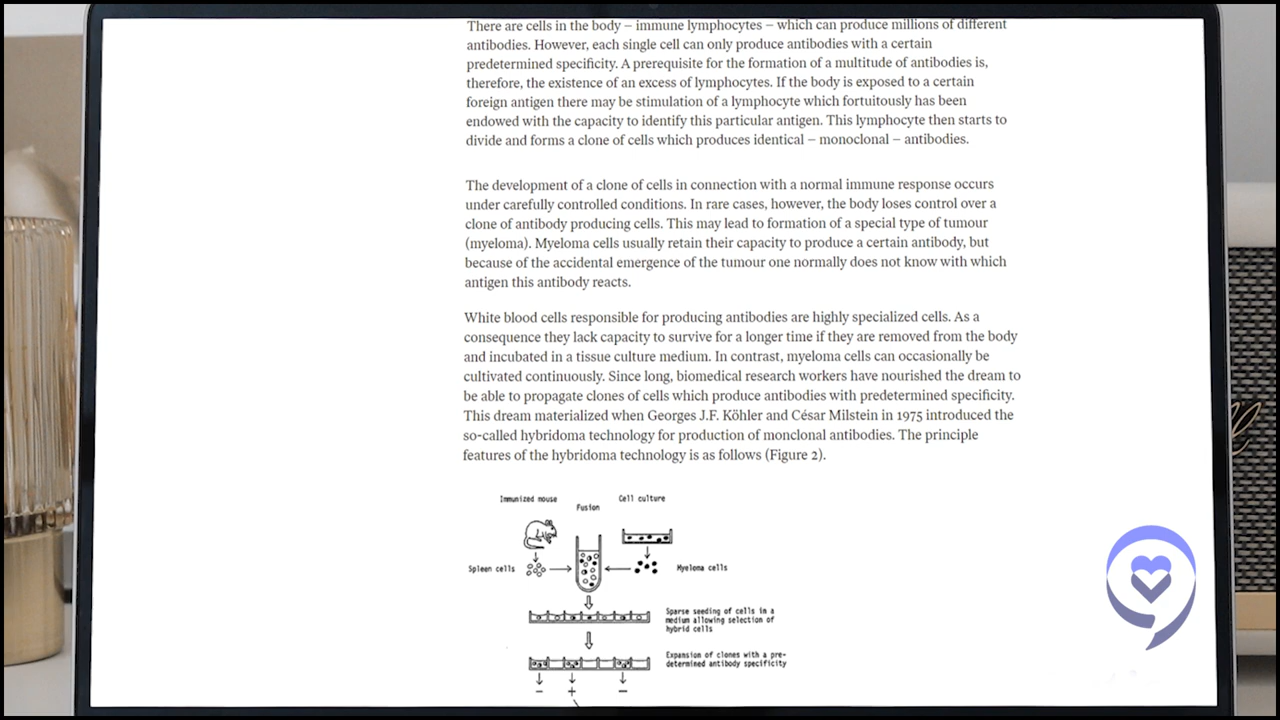 There are cells in the body – immune lymphocytes – which can produce millions of different
antibodies. However, each single cell can only produce antibodies with a certain
predetermined specificity. A prerequisite for the formation of a multitude of antibodies is,
therefore, the existence of an excess of lymphocytes. If the body is exposed to a certain
foreign antigen there may be stimulation of a lymphocyte which fortuitously has been
endowed with the capacity to identify this particular antigen. This lymphocyte then starts to
divide and forms a clone of cells which produces identical – monoclonal – antibodies.
The development of a clone of cells in connection with a normal immune response occurs
under carefully controlled conditions. In rare cases, however, the body loses control over a
clone of antibody producing cells. This may lead to formation of a special type of tumour
(myeloma). Myeloma cells usually retain their capacity to produce a certain antibody, but
because of the accidental emergence of the tumour one normally does not know with which
antigen this antibody reacts.
White blood cells responsible for producing antibodies are highly specialized cells. As a
consequence they lack capacity to survive for a longer time if they are removed from the body
and incubated in a tissue culture medium. In contrast, myeloma cells can occasionally be
cultivated continuously. Since long, biomedical research workers have nourished the dream to
be able to propagate clones of cells which produce antibodies with predetermined specificity.
This dream materialized when Georges J.F. Köhler and César Milstein in 1975 introduced the
so-called hybridoma technology for production of monclonal antibodies. The principle
features of the hybridoma technology is as follows (Figure 2).
Immunized mouse
Fusion
Cell culture
Spleen cells
Myeloma cells
Sparse seeding of cells in a
medium allowing selection of
hybrid cells
Expansion of clones with a pre-
determined antibody specificity
– + –